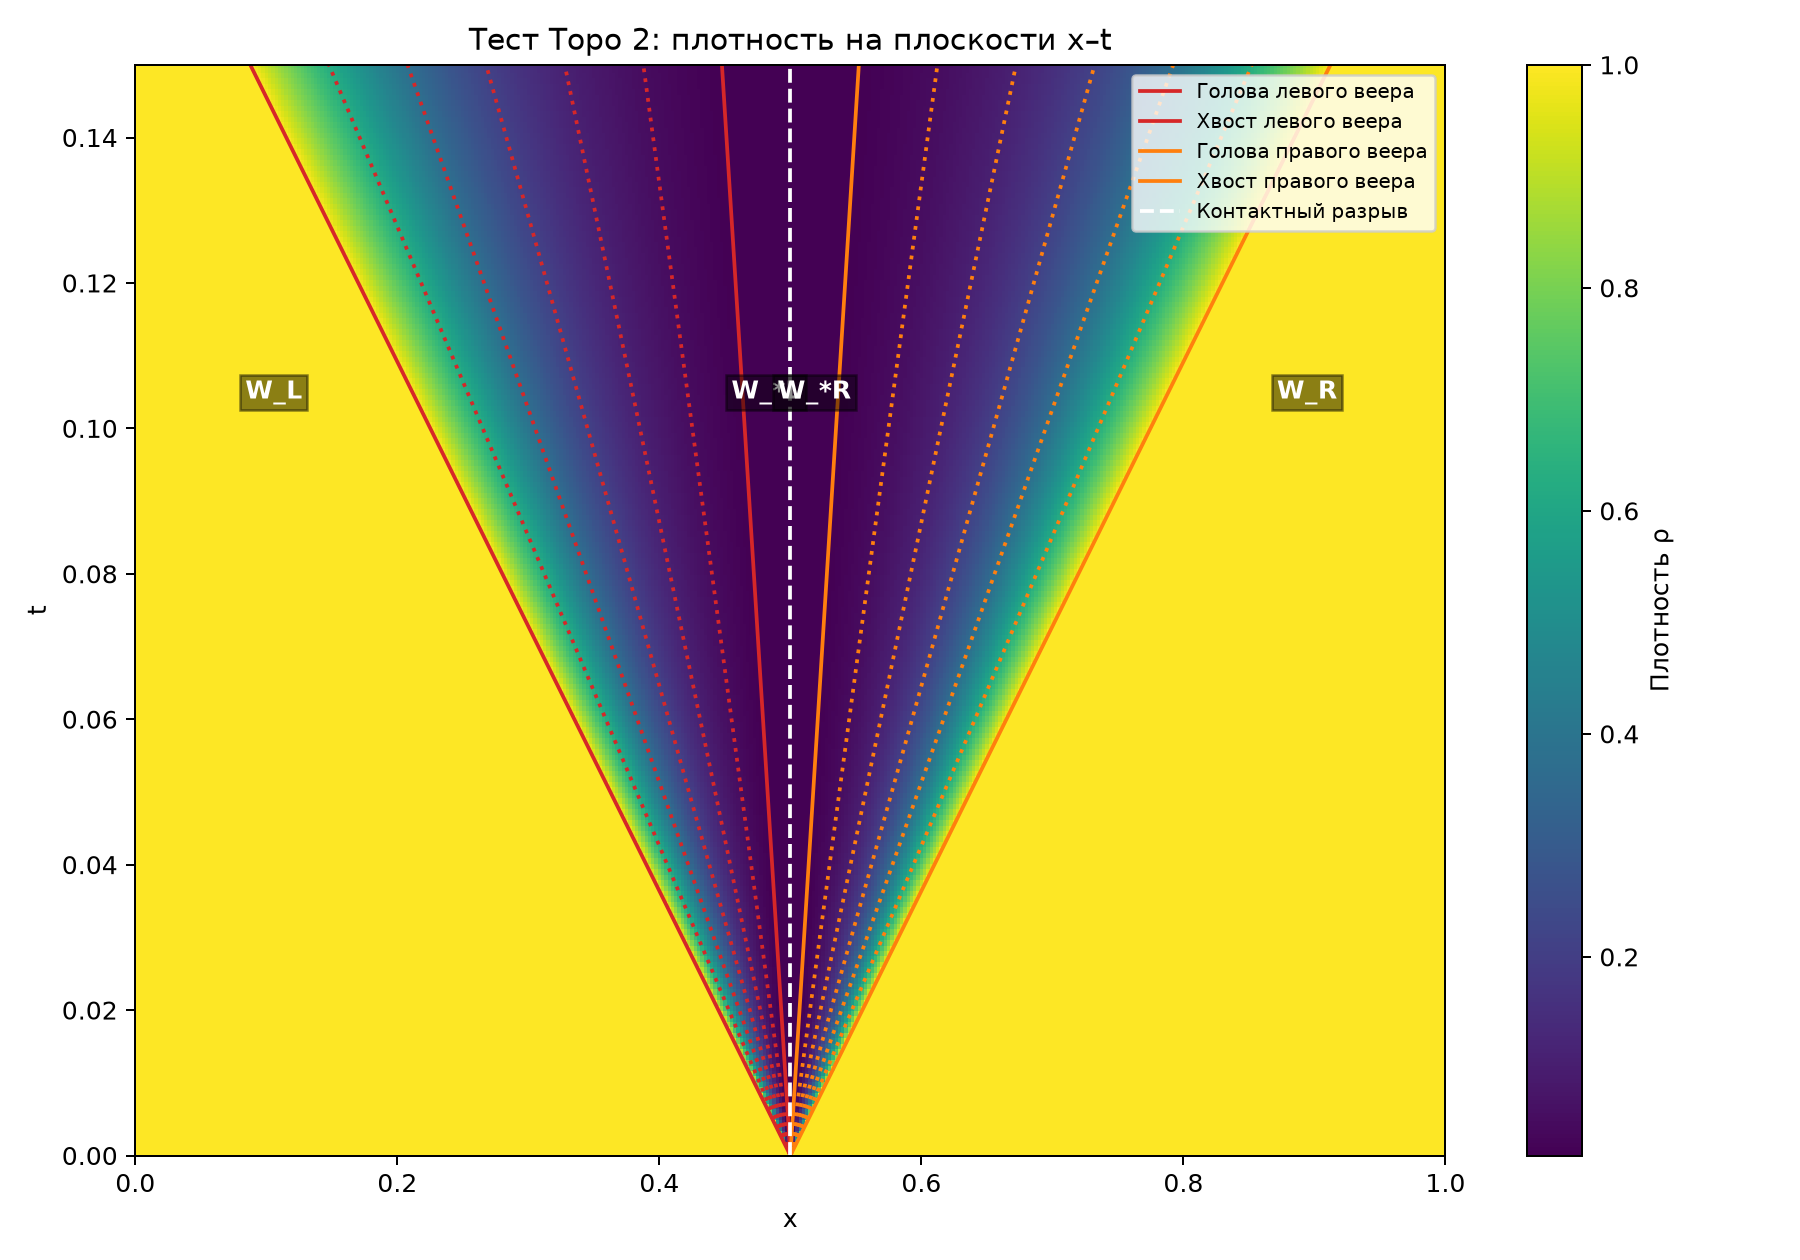 Тест Торо 2: плотность на плоскости x–t
Голова левого веера
Хвост левого веера
Голова правого веера
Хвост правого веера
Контактный разрыв
W_L
W_*
W_*R
W_R
t
0.14
0.12
0.10
0.08
0.06
0.04
0.02
0.00
0.0
0.2
0.4
0.6
0.8
1.0
x
1.0
0.8
0.6
0.4
0.2
Плотность ρ